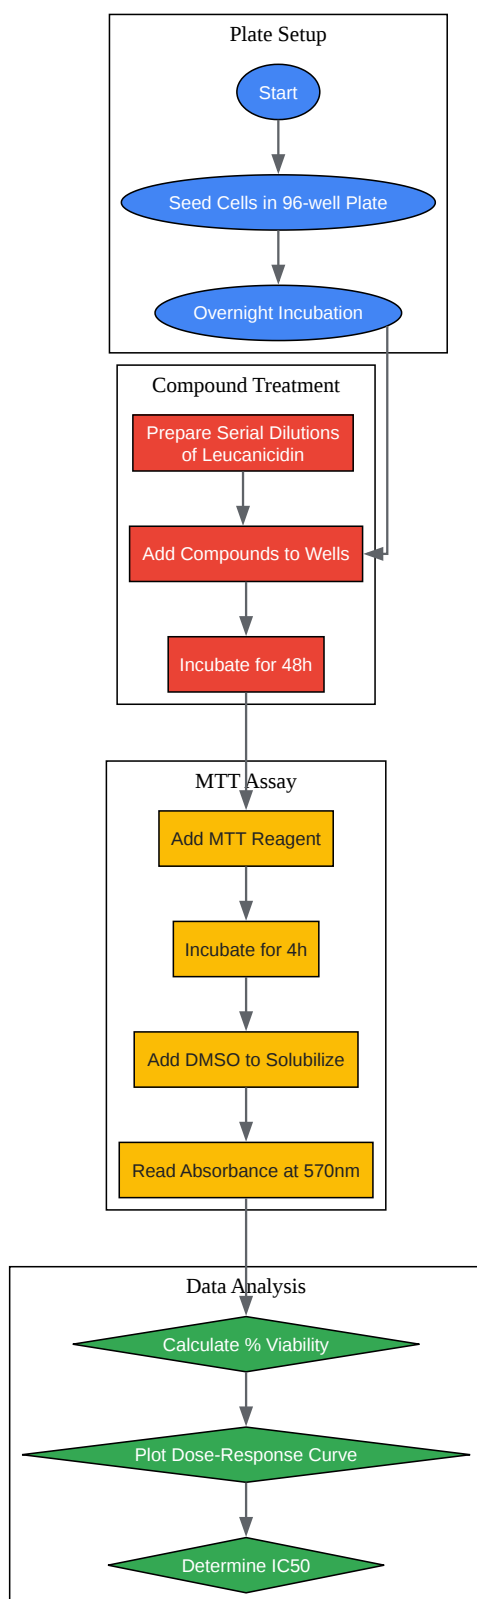 Plate Setup
Start
Seed Cells in 96-well Plate
Overnight Incubation
Compound Treatment
Prepare Serial Dilutions
of Leucanicidin
Add Compounds to Wells
Incubate for 48h
MTT Assay
Add MTT Reagent
Incubate for 4h
Add DMSO to Solubilize
Read Absorbance at 570nm
Data Analysis
Calculate % Viability
Plot Dose-Response Curve
Determine IC50